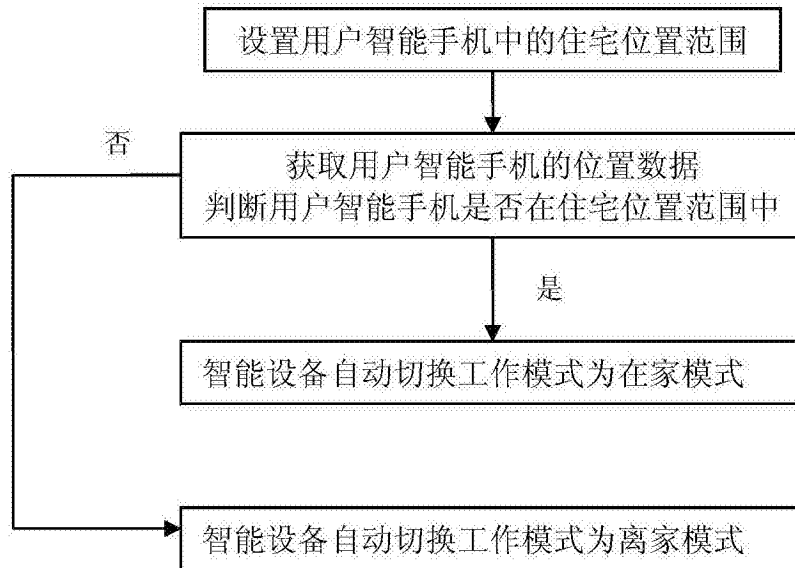 设置用户智能手机中的住宅位置范围
否
获取用户智能手机的位置数据
判断用户智能手机是否在住宅位置范围中
是
智能设备自动切换工作模式为在家模式
智能设备自动切换工作模式为离家模式